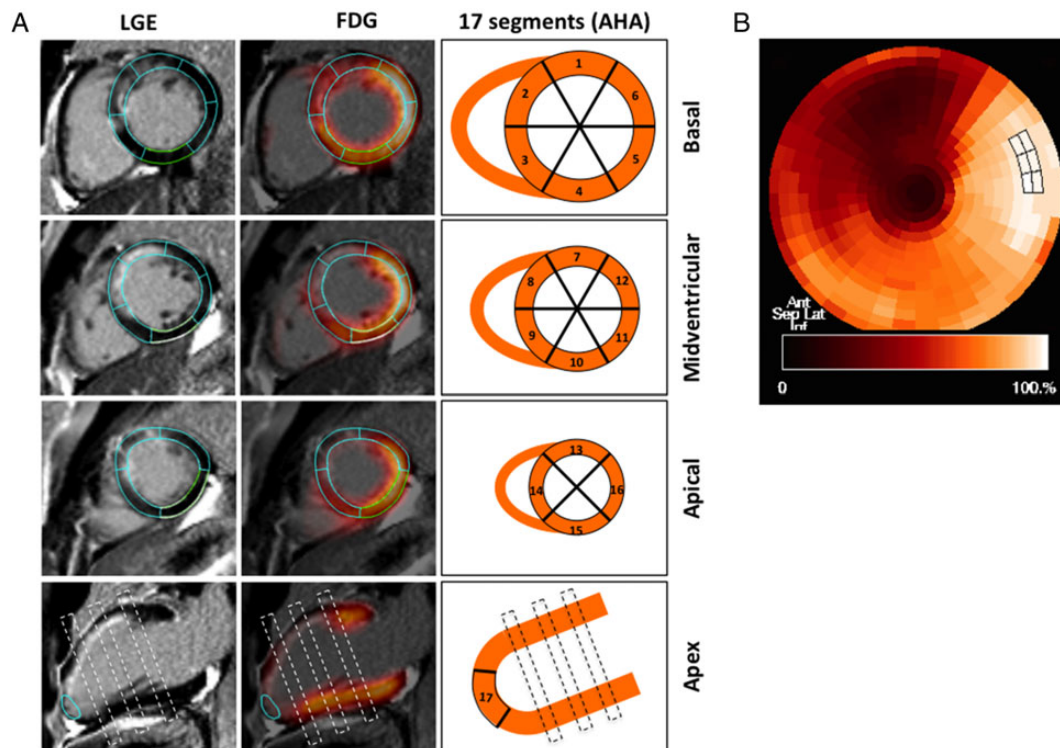 A
LGE
FDG
17 segments (AHA)
B
1
2
6
3
5
4
Basal
7
8
12
9
11
10
Midventricular
13
14
16
15
Apical
17
Apex
Ant
Sep Lat
Inf
0
100.%